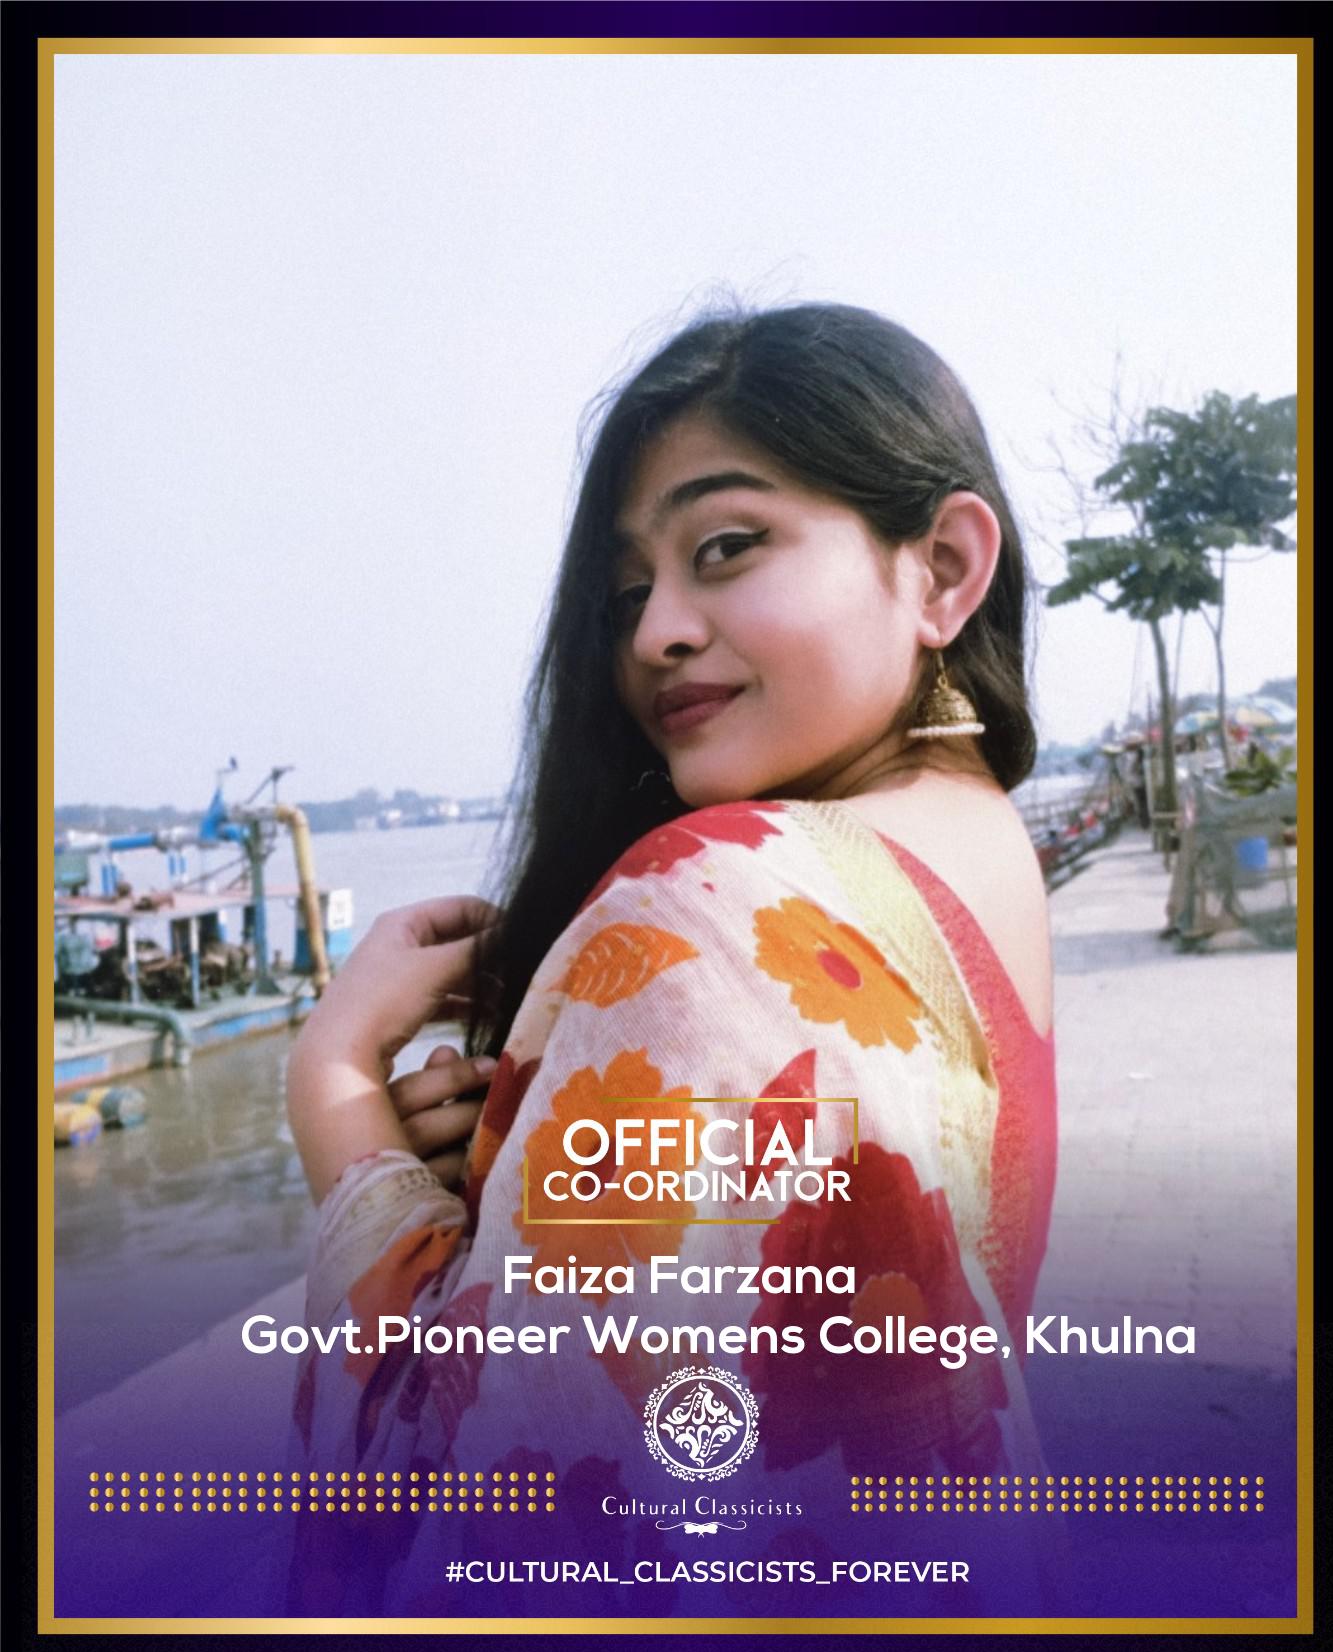 OFFICIAL
CO-ORDINATOR
Faiza Farzana
Govt.Pioneer Womens College, Khulna
Cultural Classicists
#CULTURAL_CLASSICISTS_FOREVER